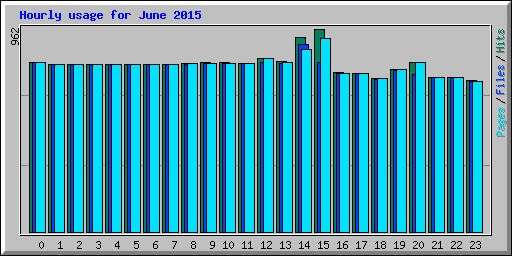 Hourly usage for June 2015
962
Pages/Files/Hits
0 1 2 3 4 5 6 7 8 9 10 11 12 13 14 15 16 17 18 19 20 21 22 23